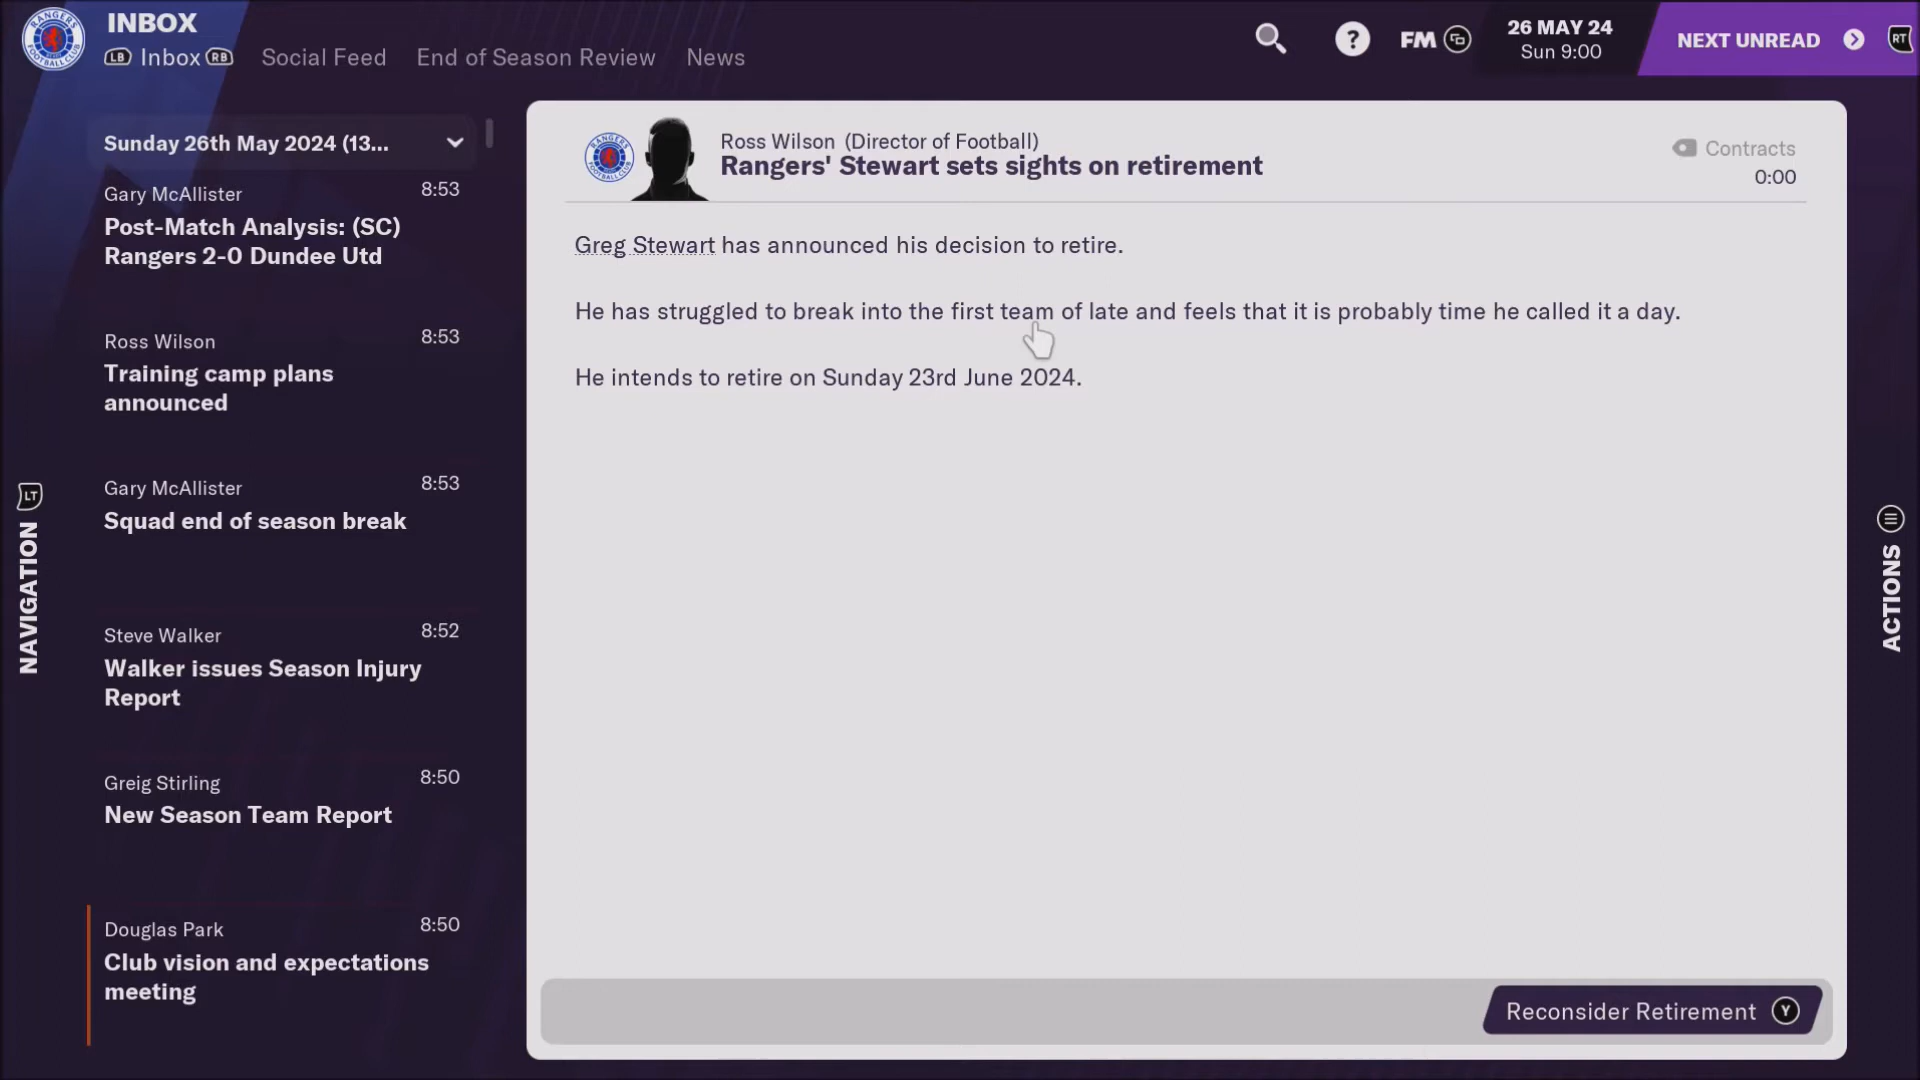 INBOX
LB Inbox RB
Social Feed
End of Season Review
News
?
FM
26 MAY 24
Sun 9:00
NEXT UNREAD
RT
Sunday 26th May 2024 (13...
Gary McAllister 8:53
Post-Match Analysis: (SC)
Rangers 2-0 Dundee Utd
Ross Wilson 8:53
Training camp plans
announced
Gary McAllister 8:53
Squad end of season break
Steve Walker 8:52
Walker issues Season Injury
Report
Greig Stirling 8:50
New Season Team Report
Douglas Park 8:50
Club vision and expectations
meeting
LT
NAVIGATION
RANGERS
FOOTBALL CLUB
Ross Wilson (Director of Football)
Rangers' Stewart sets sights on retirement
Contracts
0:00
Greg Stewart has announced his decision to retire.
He has struggled to break into the first team of late and feels that it is probably time he called it a day.
He intends to retire on Sunday 23rd June 2024.
Reconsider Retirement Y
ACTIONS